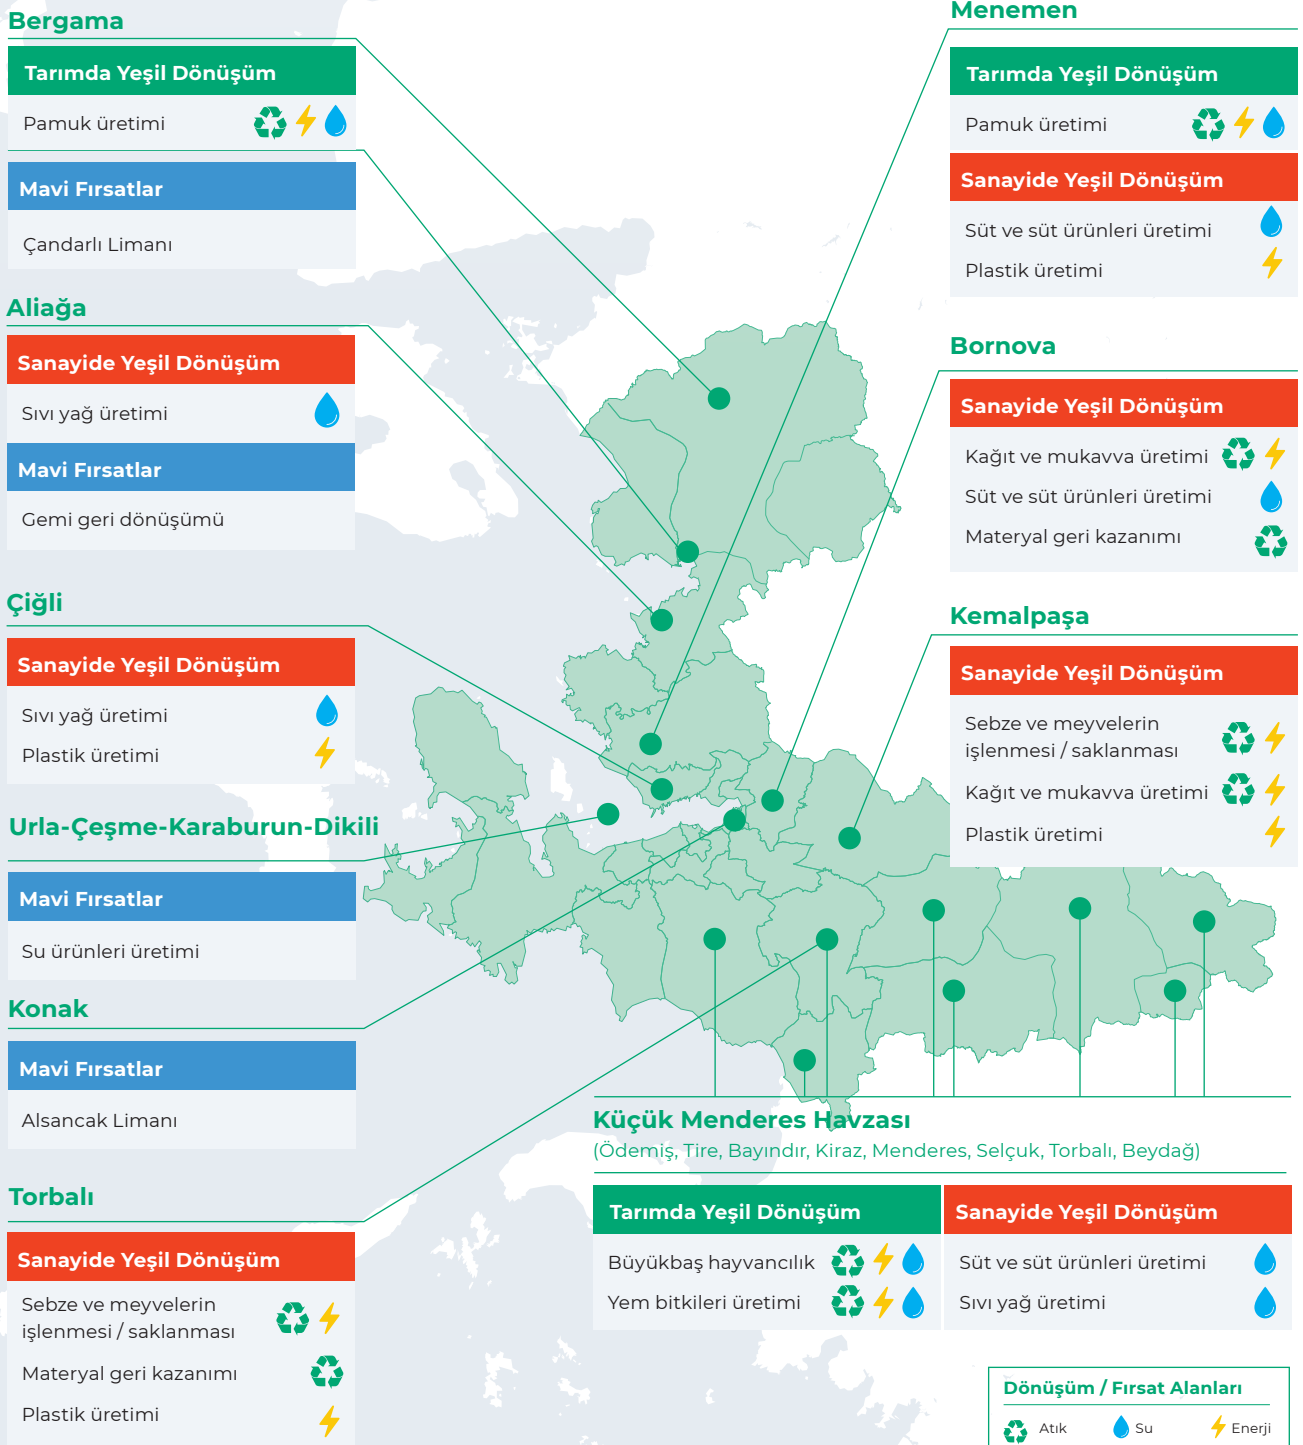 Bergama
Tarımda Yeşil Dönüşüm
Pamuk üretimi
Mavi Fırsatlar
Çandarlı Limanı
Aliağa
Sanayide Yeşil Dönüşüm
Sıvı yağ üretimi
Mavi Fırsatlar
Gemi geri dönüşümü
Çiğli
Sanayide Yeşil Dönüşüm
Sıvı yağ üretimi
Plastik üretimi
Urla-Çeşme-Karaburun-Dikili
Mavi Fırsatlar
Su ürünleri üretimi
Konak
Mavi Fırsatlar
Alsancak Limanı
Torbalı
Sanayide Yeşil Dönüşüm
Sebze ve meyvelerin
işlenmesi / saklanması
Materyal geri kazanımı
Plastik üretimi
Menemen
Tarımda Yeşil Dönüşüm
Pamuk üretimi
Sanayide Yeşil Dönüşüm
Süt ve süt ürünleri üretimi
Plastik üretimi
Bornova
Sanayide Yeşil Dönüşüm
Kağıt ve mukavva üretimi
Süt ve süt ürünleri üretimi
Materyal geri kazanımı
Kemalpaşa
Sanayide Yeşil Dönüşüm
Sebze ve meyvelerin
işlenmesi / saklanması
Kağıt ve mukavva üretimi
Plastik üretimi
Küçük Menderes Havzası
(Ödemiş, Tire, Bayındır, Kiraz, Menderes, Selçuk, Torbalı, Beydağ)
Tarımda Yeşil Dönüşüm
Büyükbaş hayvancılık
Yem bitkileri üretimi
Sanayide Yeşil Dönüşüm
Süt ve süt ürünleri üretimi
Sıvı yağ üretimi
Dönüşüm / Fırsat Alanları
Atık Su Enerji